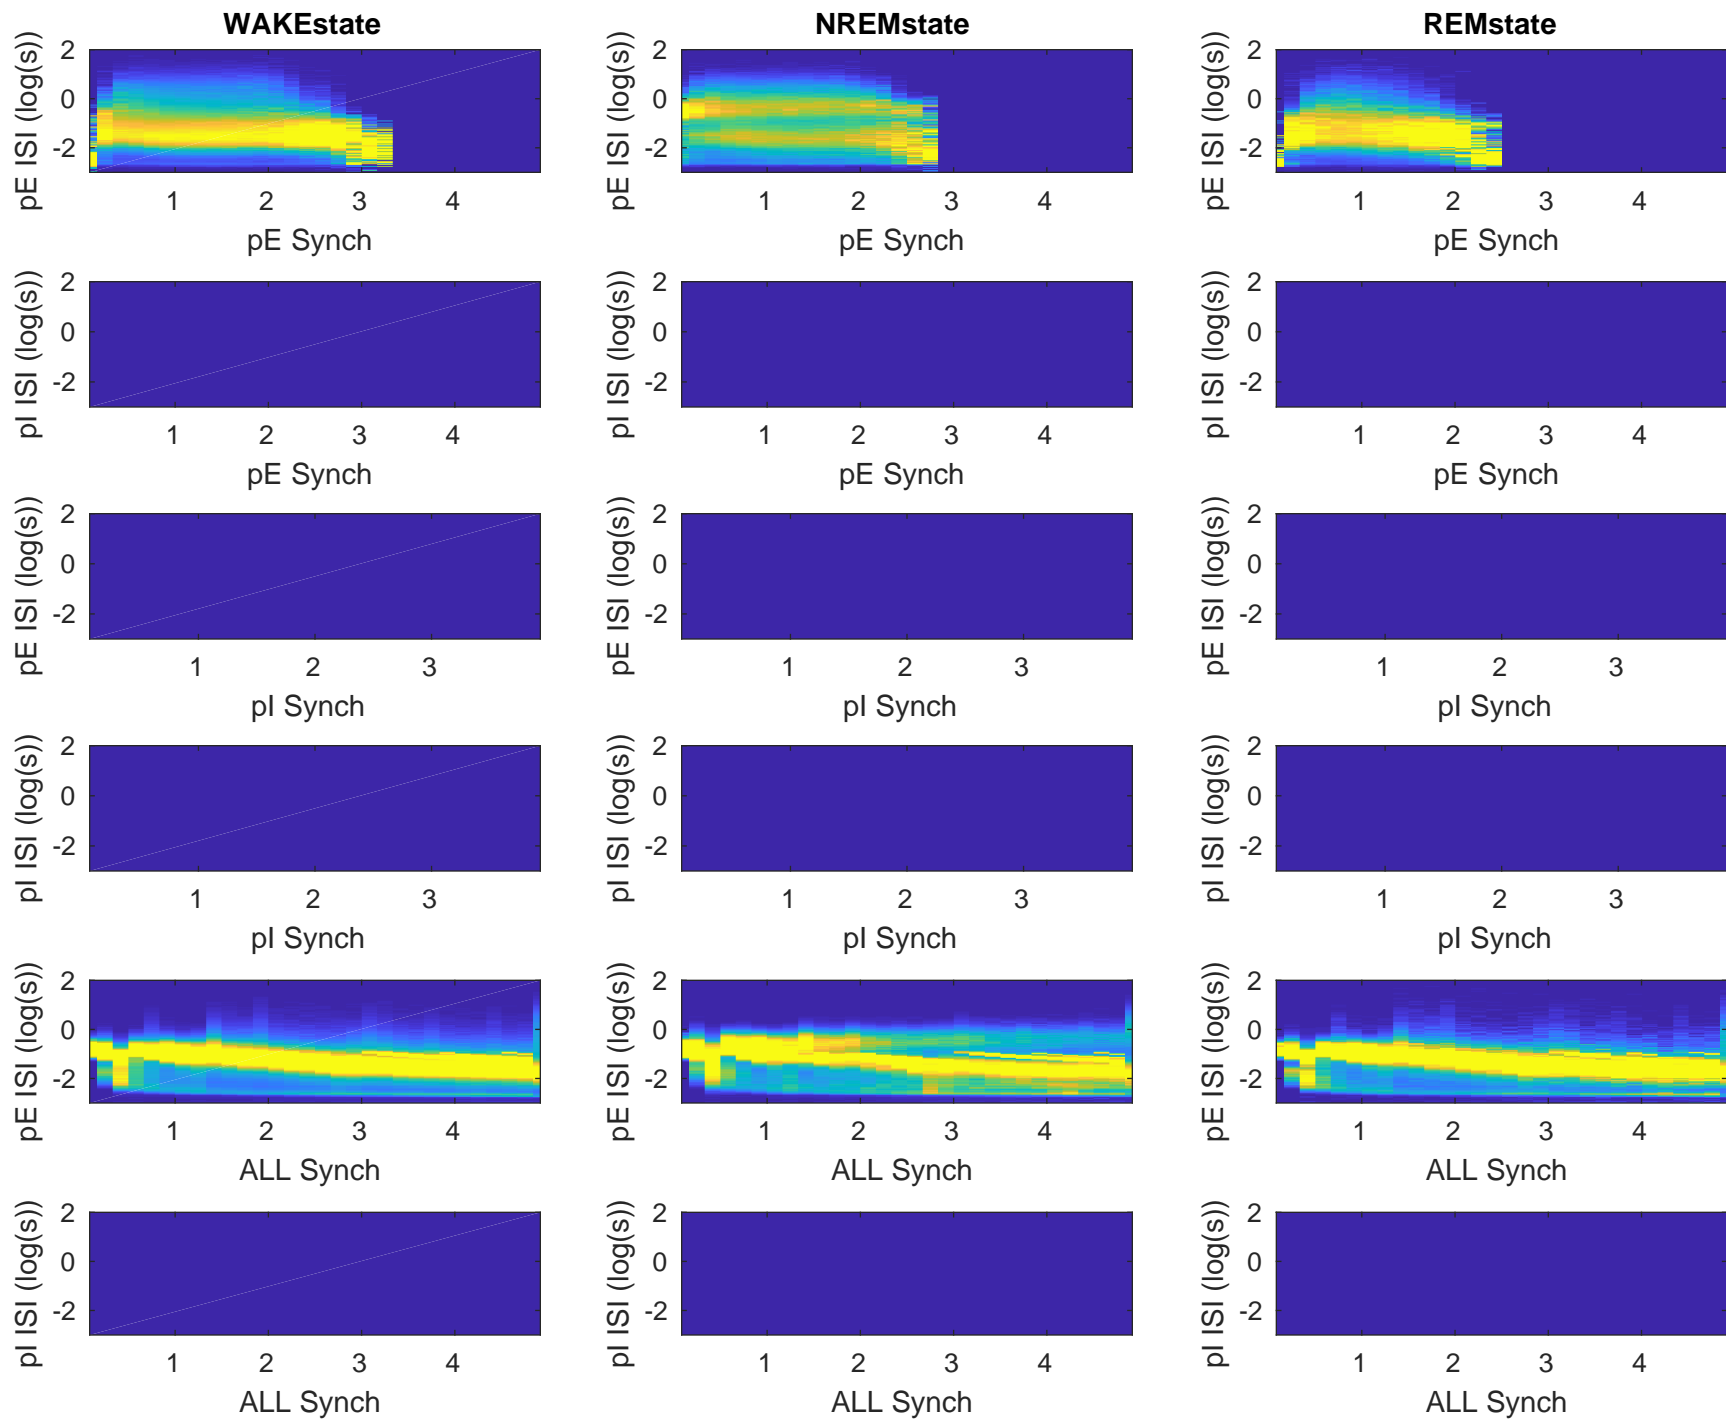 WAKEstate NREMstate REMstate
pE ISI (log(s)) 2 0 -2 pE ISI (log(s)) 2 0 -2 pE ISI (log(s)) 2 0 -2
1 2 3 4 1 2 3 4 1 2 3 4
pE Synch pE Synch pE Synch
pI ISI (log(s)) 2 0 -2 pI ISI (log(s)) 2 0 -2 pI ISI (log(s)) 2 0 -2
1 2 3 4 1 2 3 4 1 2 3 4
pE Synch pE Synch pE Synch
pE ISI (log(s)) 2 0 -2 pE ISI (log(s)) 2 0 -2 pE ISI (log(s)) 2 0 -2
1 2 3 1 2 3 1 2 3
pI Synch pI Synch pI Synch
pI ISI (log(s)) 2 0 -2 pI ISI (log(s)) 2 0 -2 pI ISI (log(s)) 2 0 -2
1 2 3 1 2 3 1 2 3
pI Synch pI Synch pI Synch
pE ISI (log(s)) 2 0 -2 pE ISI (log(s)) 2 0 -2 pE ISI (log(s)) 2 0 -2
1 2 3 4 1 2 3 4 1 2 3 4
ALL Synch ALL Synch ALL Synch
pI ISI (log(s)) 2 0 -2 pI ISI (log(s)) 2 0 -2 pI ISI (log(s)) 2 0 -2
1 2 3 4 1 2 3 4 1 2 3 4
ALL Synch ALL Synch ALL Synch